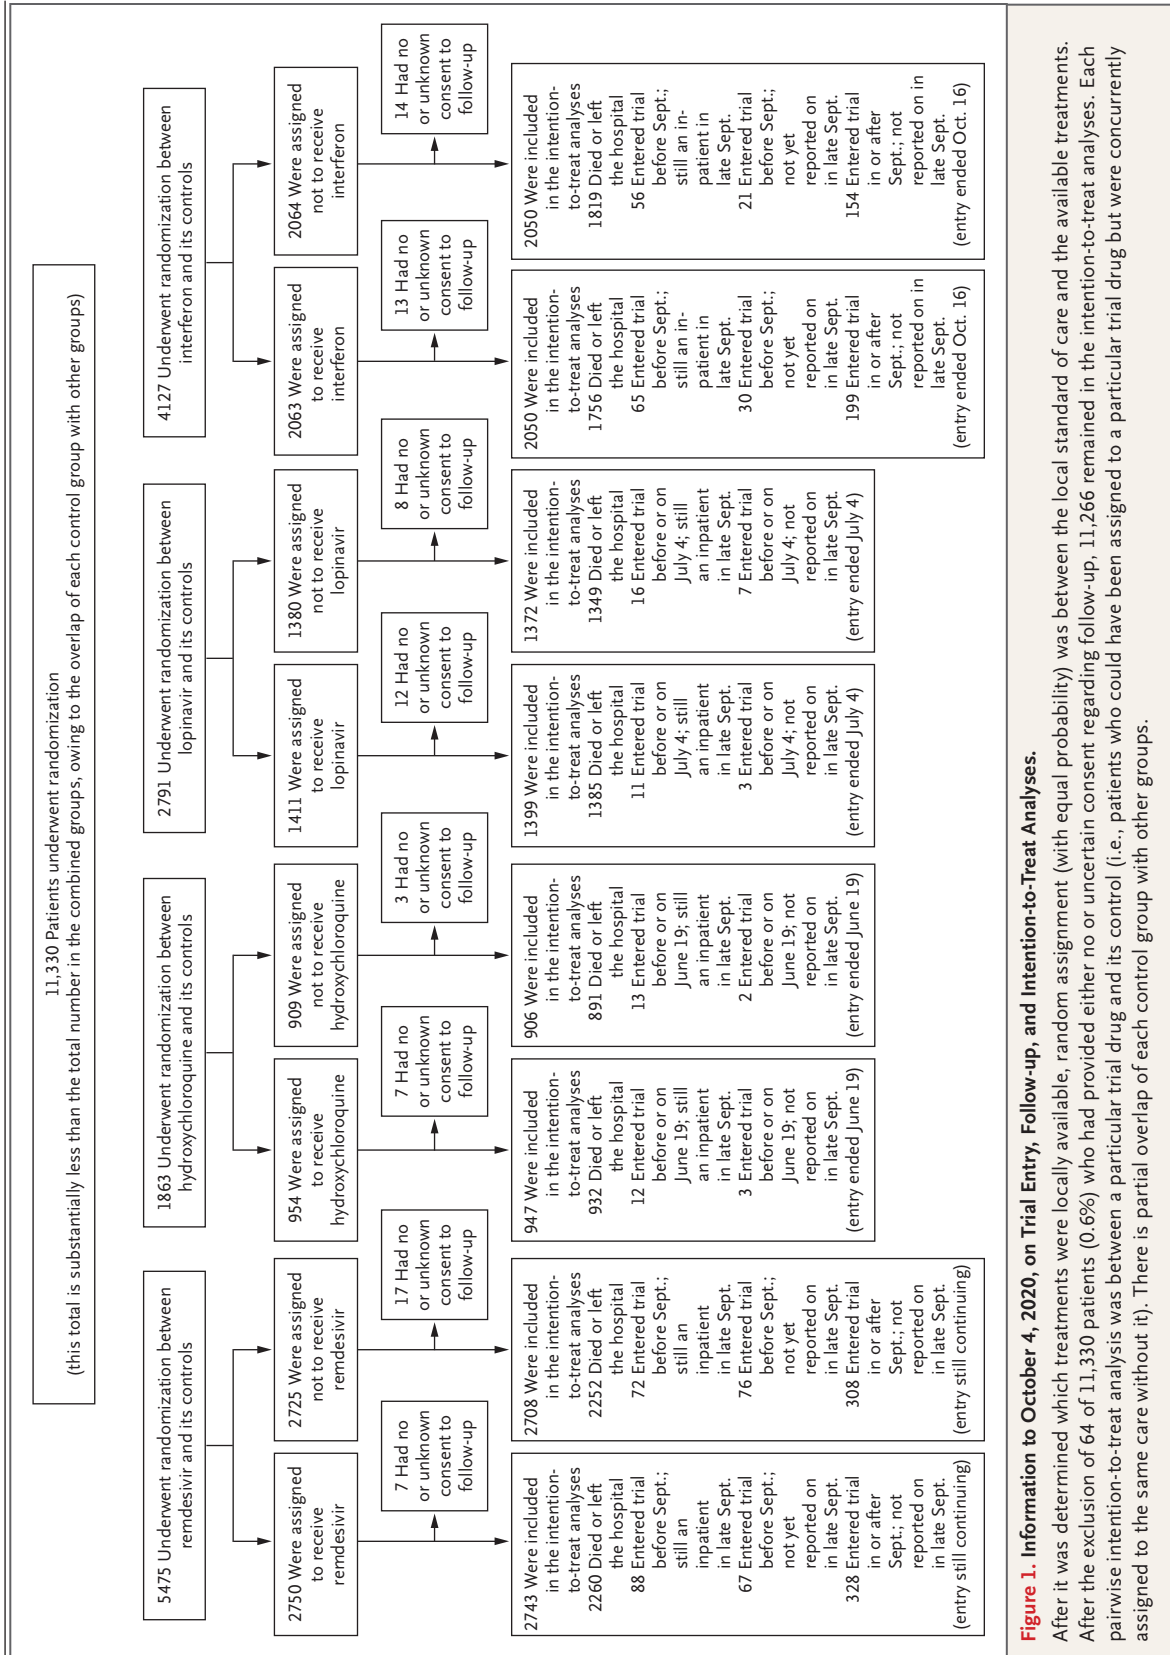 11,330 Patients underwent randomization
(this total is substantially less than the total number in the combined groups, owing to the overlap of each control group with other groups)
5475 Underwent randomization between
remdesivir and its controls
2750 Were assigned
to receive
remdesivir
7 Had no
or unknown
consent to
follow-up
2743 Were included
in the intention-
to-treat analyses
2260 Died or left
the hospital
88 Entered trial
before Sept.;
still an
inpatient
in late Sept.
67 Entered trial
before Sept.;
not yet
reported on
in late Sept.
328 Entered trial
in or after
Sept.; not
reported on
in late Sept.
(entry still continuing)
2725 Were assigned
not to receive
remdesivir
17 Had no
or unknown
consent to
follow-up
2708 Were included
in the intention-
to-treat analyses
2252 Died or left
the hospital
72 Entered trial
before Sept.;
still an
inpatient
in late Sept.
76 Entered trial
before Sept.;
not yet
reported on
in late Sept.
308 Entered trial
in or after
Sept.; not
reported on
in late Sept.
(entry still continuing)
1863 Underwent randomization between
hydroxychloroquine and its controls
954 Were assigned
to receive
hydroxychloroquine
7 Had no
or unknown
consent to
follow-up
947 Were included
in the intention-
to-treat analyses
932 Died or left
the hospital
12 Entered trial
before or on
June 19; still
an inpatient
in late Sept.
3 Entered trial
before or on
June 19; not
reported on
in late Sept.
(entry ended June 19)
909 Were assigned
not to receive
hydroxychloroquine
3 Had no
or unknown
consent to
follow-up
906 Were included
in the intention-
to-treat analyses
891 Died or left
the hospital
13 Entered trial
before or on
June 19; still
an inpatient
in late Sept.
2 Entered trial
before or on
June 19; not
reported on
in late Sept.
(entry ended June 19)
2791 Underwent randomization between
lopinavir and its controls
1411 Were assigned
to receive
lopinavir
12 Had no
or unknown
consent to
follow-up
1399 Were included
in the intention-
to-treat analyses
1385 Died or left
the hospital
11 Entered trial
before or on
July 4; still
an inpatient
in late Sept.
3 Entered trial
before or on
July 4; not
reported on
in late Sept.
(entry ended July 4)
1380 Were assigned
not to receive
lopinavir
8 Had no
or unknown
consent to
follow-up
1372 Were included
in the intention-
to-treat analyses
1349 Died or left
the hospital
16 Entered trial
before or on
July 4; still
an inpatient
in late Sept.
7 Entered trial
before or on
July 4; not
reported on
in late Sept.
(entry ended July 4)
4127 Underwent randomization between
interferon and its controls
2063 Were assigned
to receive
interferon
13 Had no
or unknown
consent to
follow-up
2050 Were included
in the intention-
to-treat analyses
1756 Died or left
the hospital
65 Entered trial
before Sept.;
still an in-
patient in
late Sept.
30 Entered trial
before Sept.;
not yet
reported on
in late Sept.
199 Entered trial
in or after
Sept.; not
reported on in
late Sept.
(entry ended Oct. 16)
2064 Were assigned
not to receive
interferon
14 Had no
or unknown
consent to
follow-up
2050 Were included
in the intention-
to-treat analyses
1819 Died or left
the hospital
56 Entered trial
before Sept.;
still an in-
patient in
late Sept.
21 Entered trial
before Sept.;
not yet
reported on
in late Sept.
154 Entered trial
in or after
Sept.; not
reported on in
late Sept.
(entry ended Oct. 16)
Figure 1. Information to October 4, 2020, on Trial Entry, Follow-up, and Intention-to-Treat Analyses.
After it was determined which treatments were locally available, random assignment (with equal probability) was between the local standard of care and the available treatments.
After the exclusion of 64 of 11,330 patients (0.6%) who had provided either no or uncertain consent regarding follow-up, 11,266 remained in the intention-to-treat analyses. Each
pairwise intention-to-treat analysis was between a particular trial drug and its control (i.e., patients who could have been assigned to a particular trial drug but were concurrently
assigned to the same care without it). There is partial overlap of each control group with other groups.